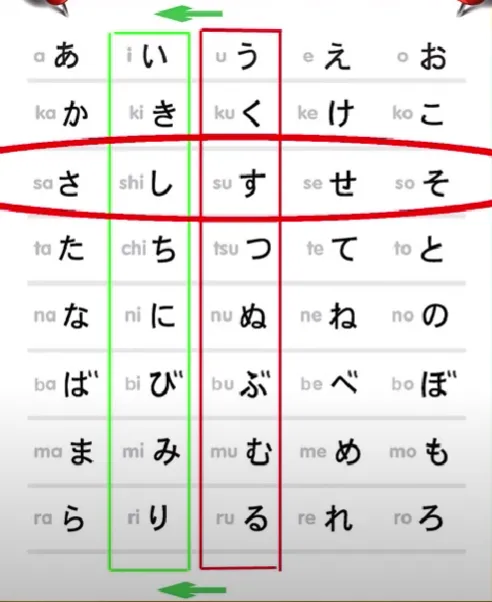 a あ i い u う e え o お
ka か ki き ku く ke け ko こ
sa さ shi し su す se せ so そ
ta た chi ち tsu つ te て to と
na な ni に nu ぬ ne ね no の
ba ば bi び bu ぶ be べ bo ぼ
ma ま mi み mu む me め mo も
ra ら ri り ru る re れ ro ろ